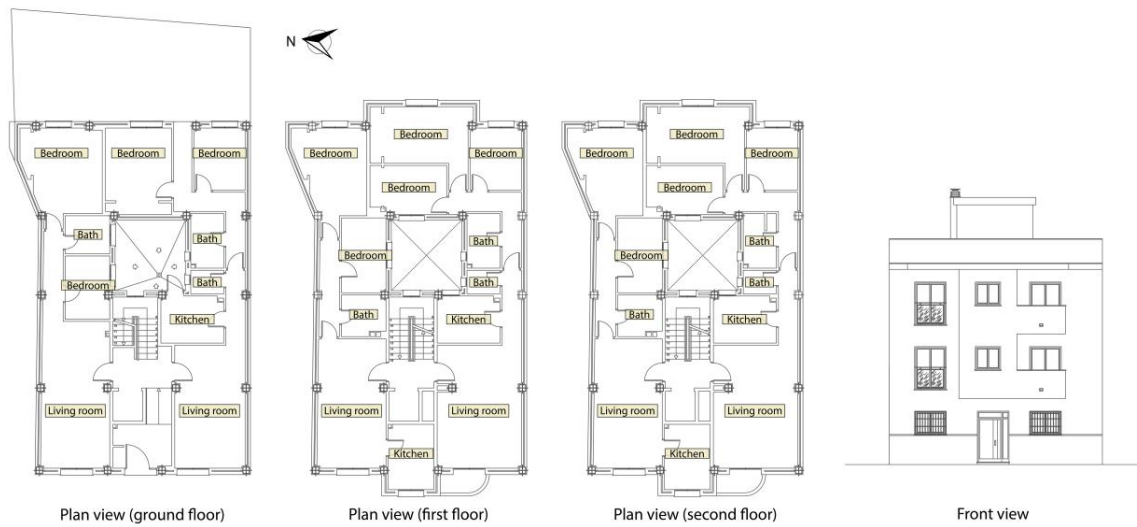 N
Bedroom
Bedroom
Bedroom
Bath
Bath
Bedroom
Bath
Kitchen
Living room
Living room
Plan view (ground floor)
Bedroom
Bedroom
Bedroom
Bedroom
Bath
Bedroom
Bath
Bath
Kitchen
Living room
Living room
Kitchen
Plan view (first floor)
Bedroom
Bedroom
Bedroom
Bedroom
Bath
Bedroom
Bath
Bath
Kitchen
Living room
Living room
Kitchen
Plan view (second floor)
Front view